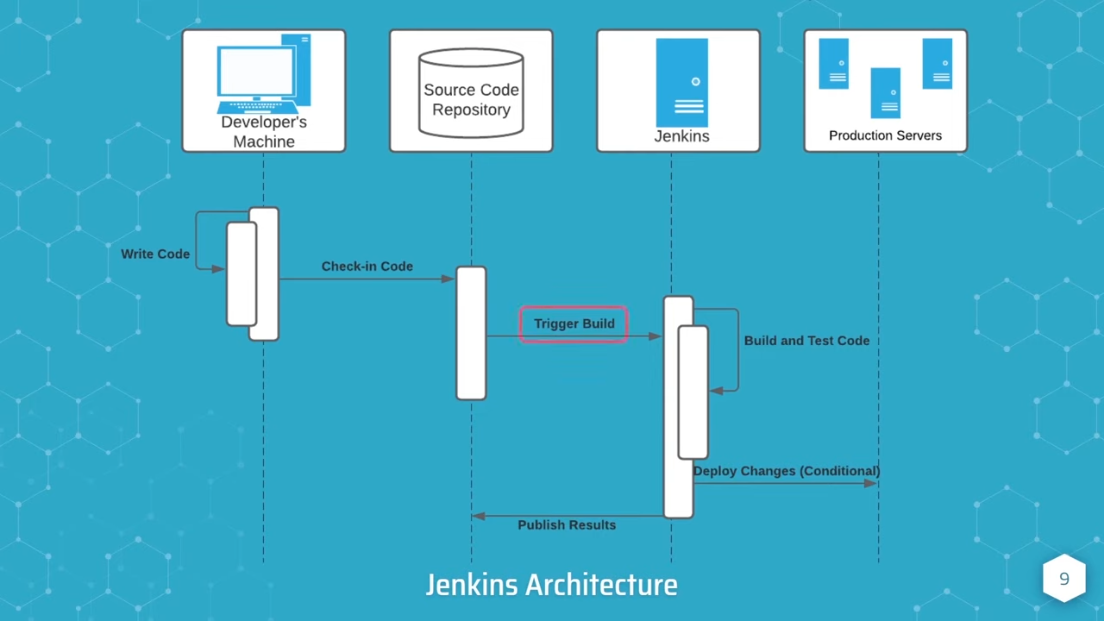 Developer's
Machine
Source Code
Repository
Jenkins
Production Servers
Write Code
Check-in Code
Trigger Build
Build and Test Code
Deploy Changes (Conditional)
Publish Results
Jenkins Architecture
9